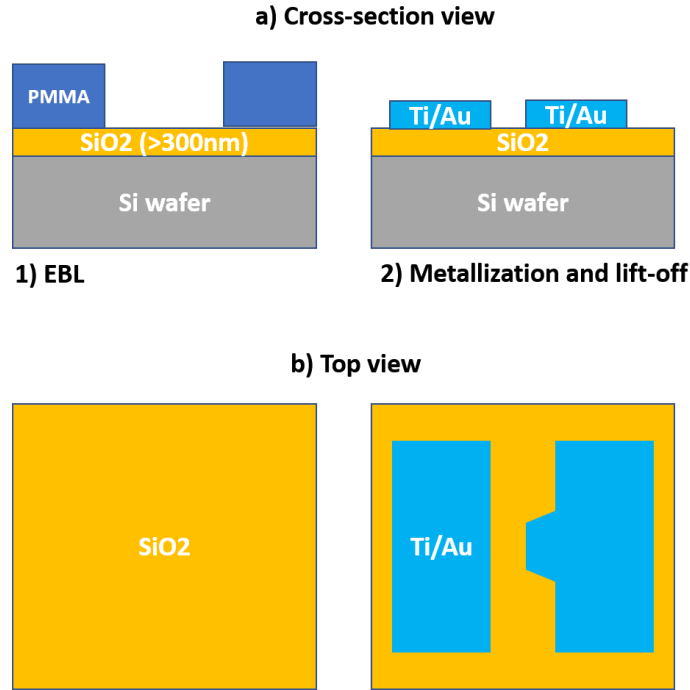 a) Cross-section view
PMMA
SiO2 (>300nm)
Si wafer
Ti/Au
Ti/Au
SiO2
Si wafer
1) EBL
2) Metallization and lift-off
b) Top view
SiO2
Ti/Au